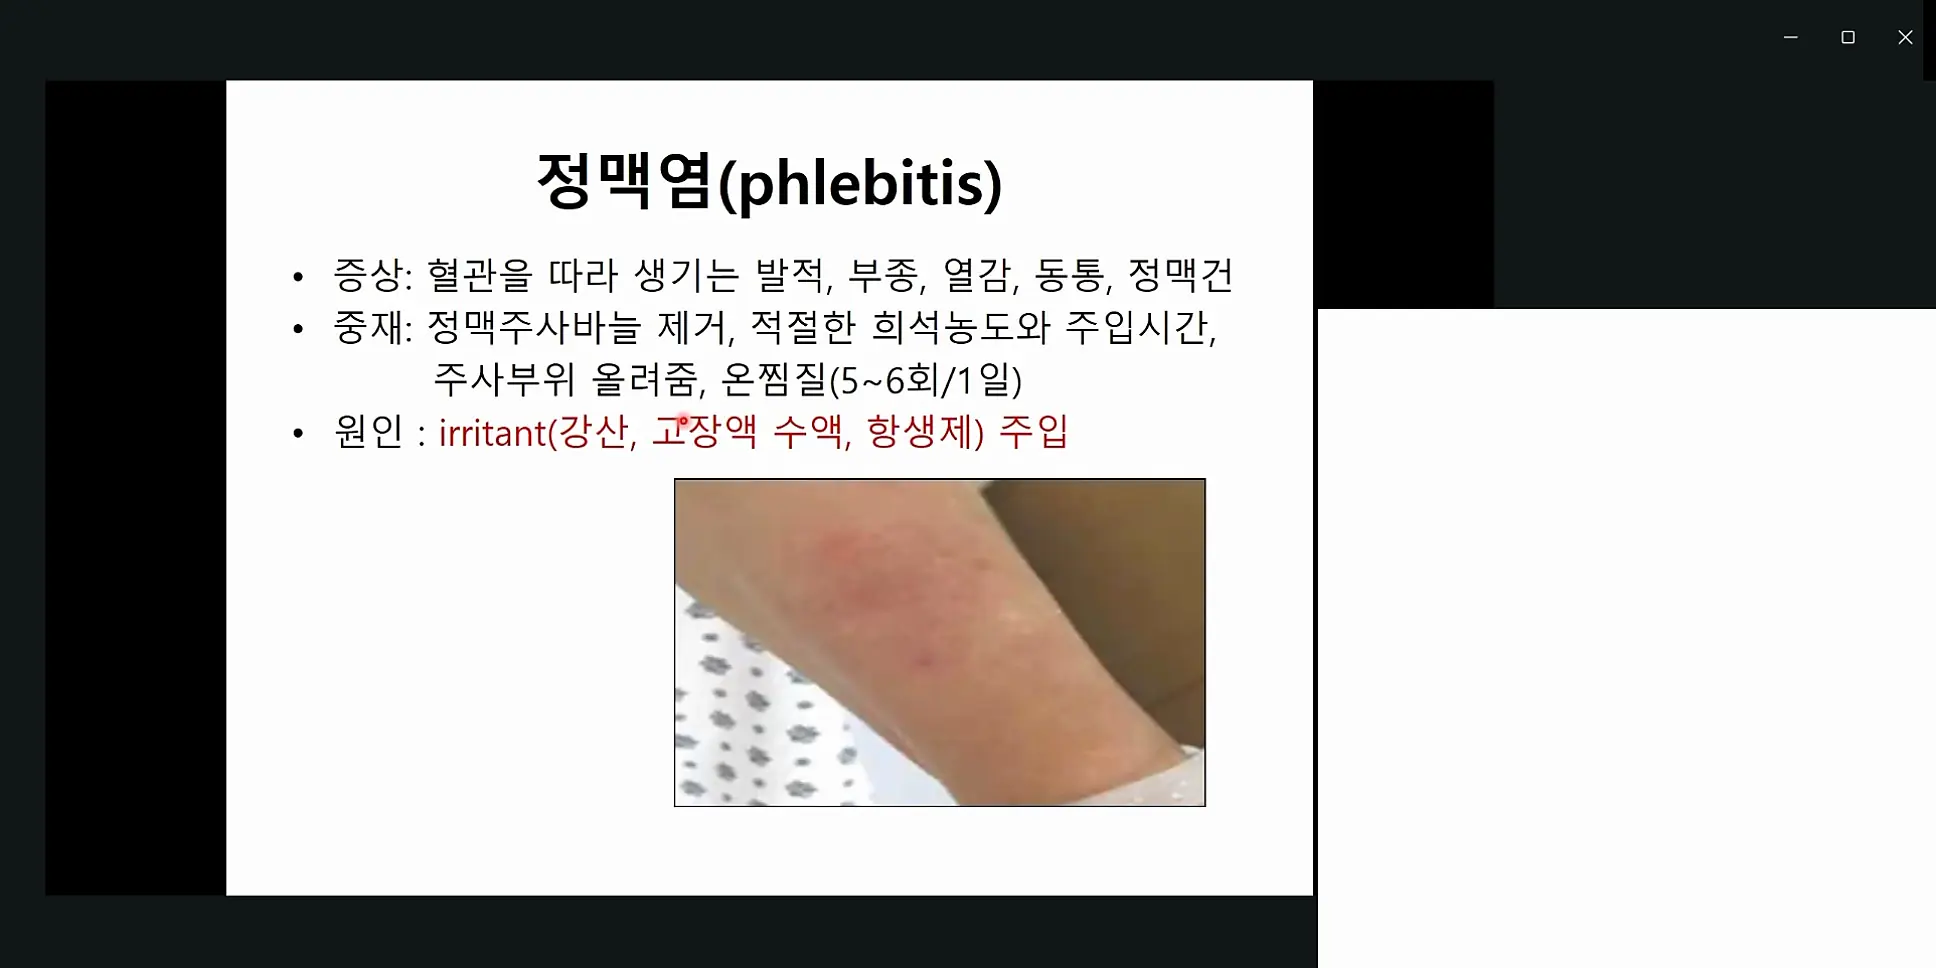 정맥염(phlebitis)
• 증상: 혈관을 따라 생기는 발적, 부종, 열감, 동통, 정맥건
• 중재: 정맥주사바늘 제거, 적절한 희석농도와 주입시간,
주사부위 올려줌, 온찜질(5~6회/1일)
• 원인 : irritant(강산, 고장액 수액, 항생제) 주입